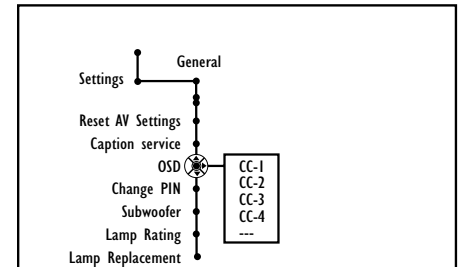 General
Settings
Reset AV Settings
Caption service
OSD
CC-1
CC-2
Change PIN
CC-3
Subwoofer
CC-4
Lamp Rating
---
Lamp Replacement